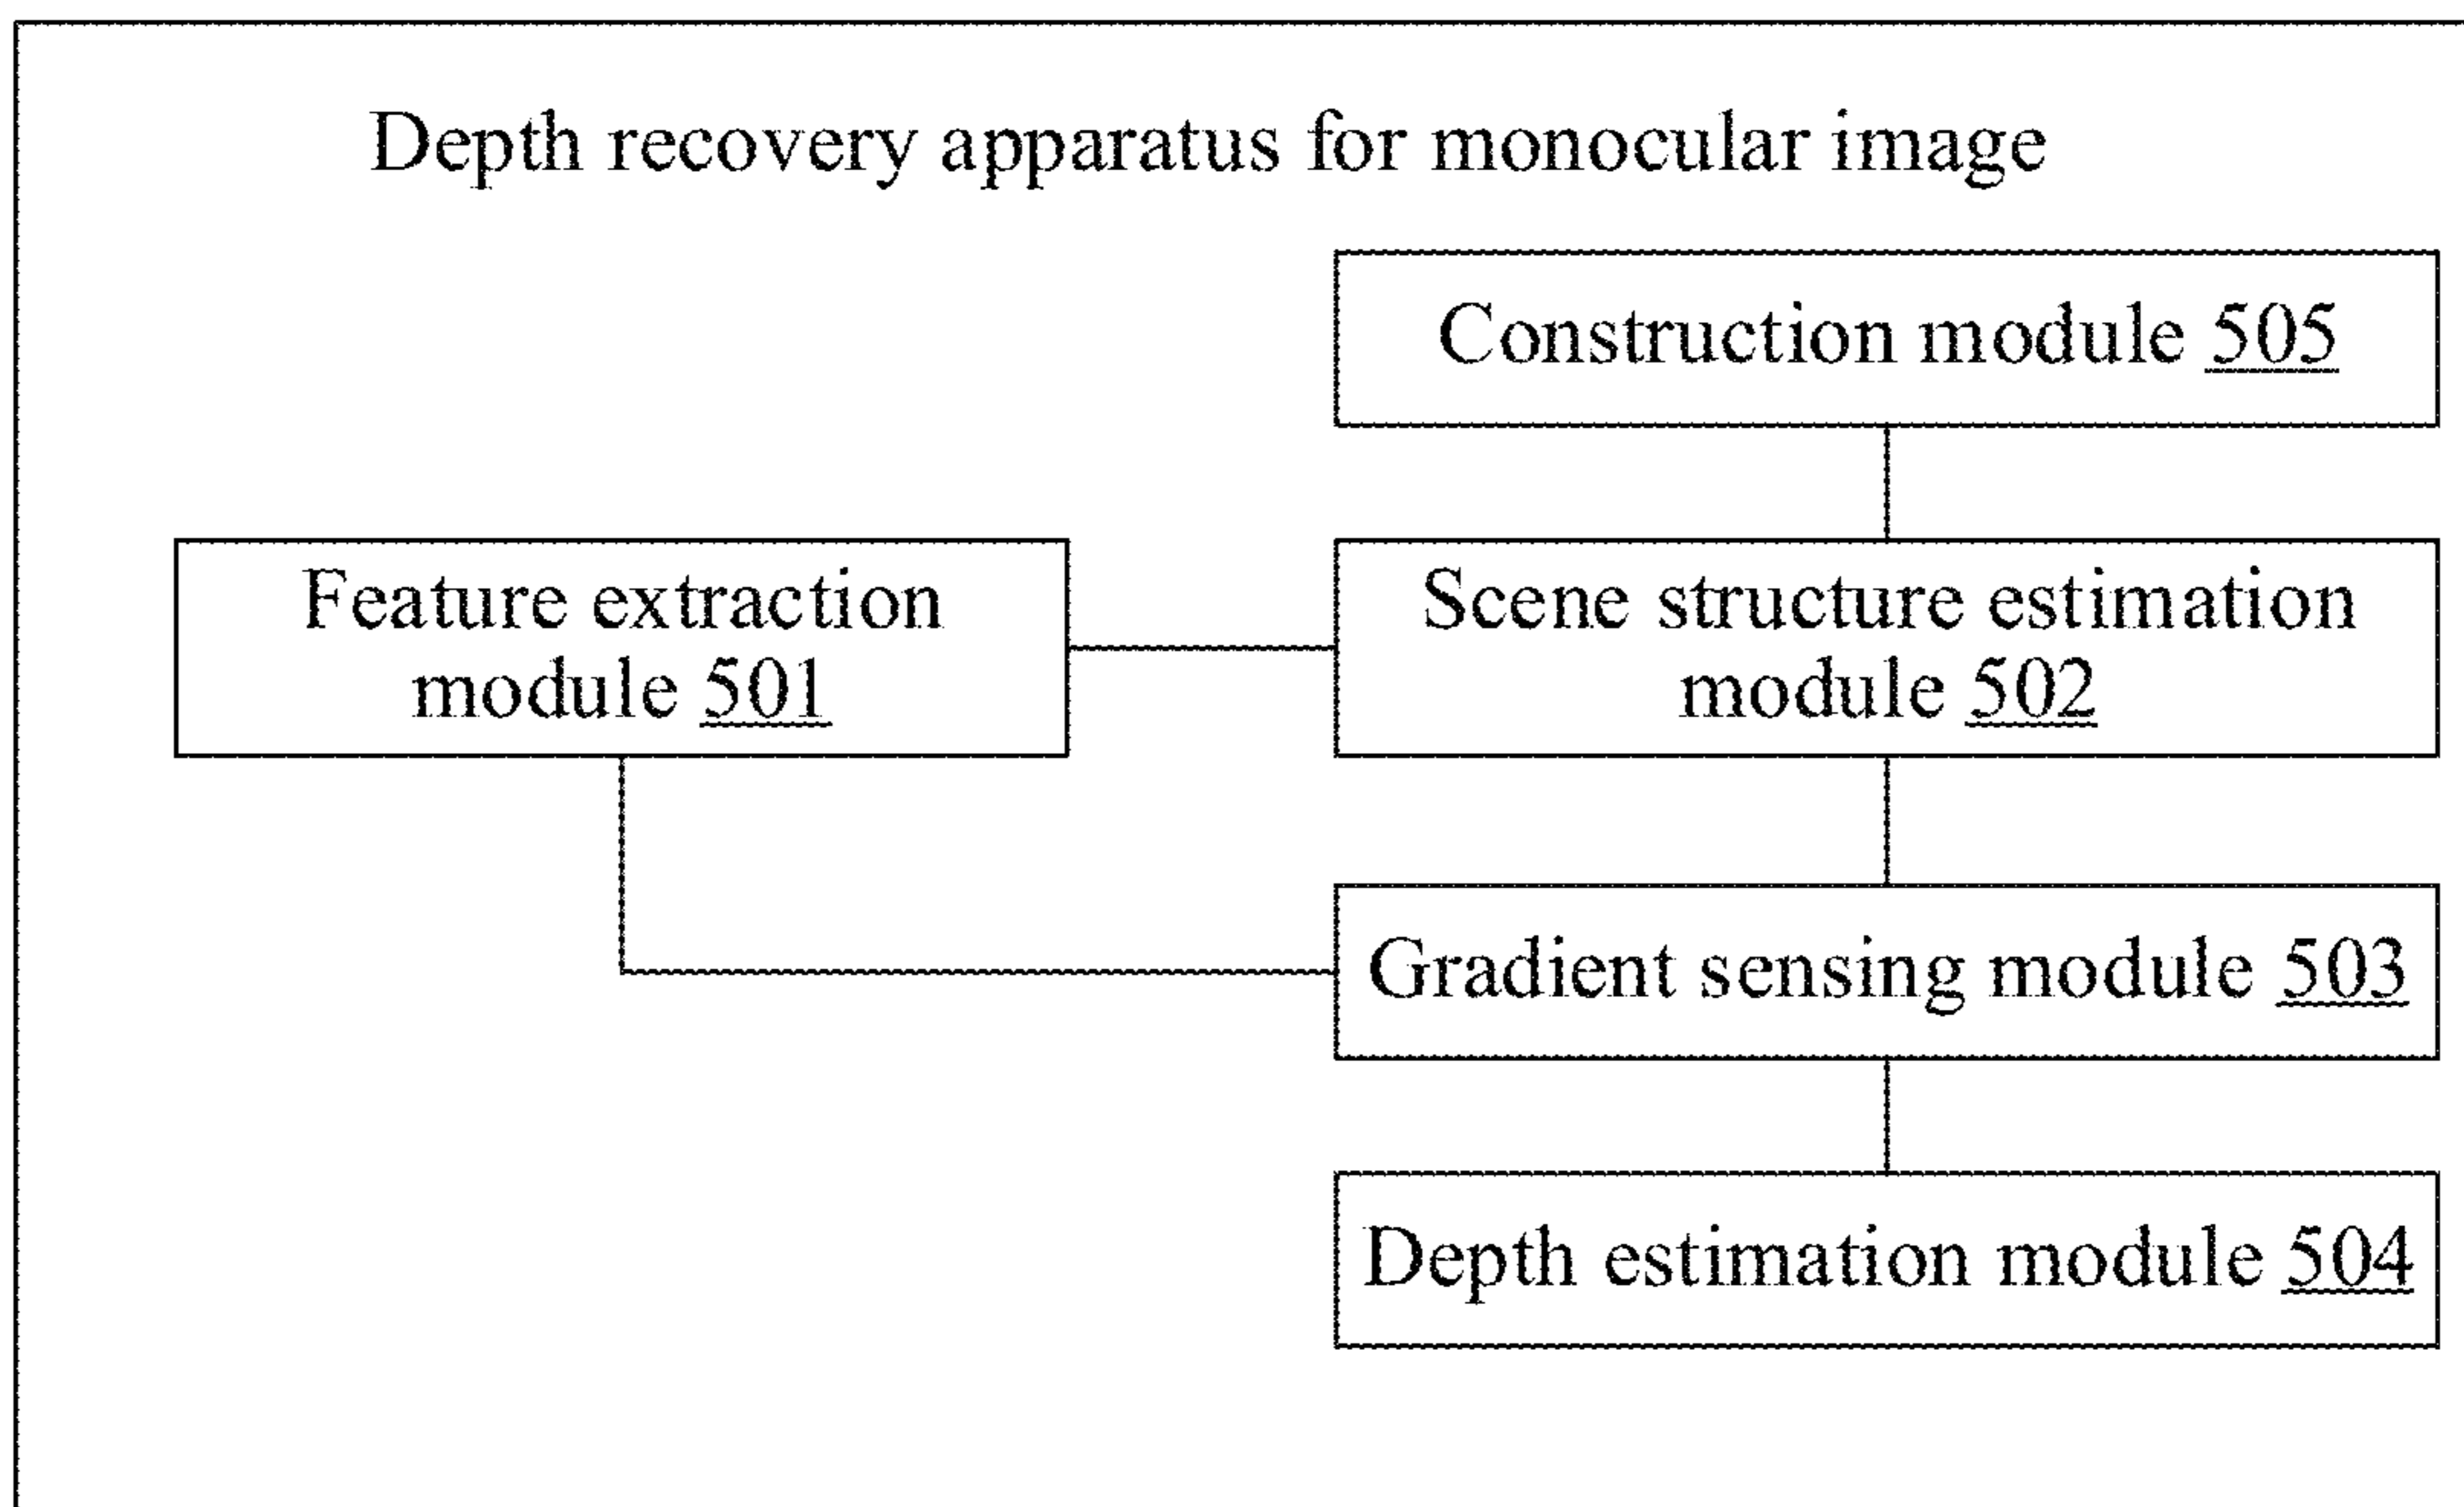 Depth recovery apparatus for monocular image
Construction module 505
Feature extraction
module 501
Scene structure estimation
module 502
Gradient sensing module 503
Depth estimation module 504